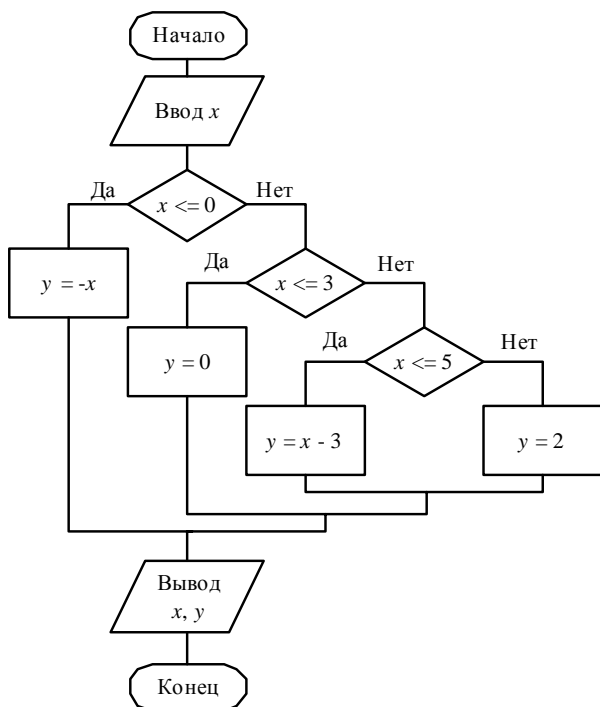 Начало
Ввод x
Да
Нет
x <= 0
y = -x
Да
Нет
x <= 3
y = 0
Да
Нет
x <= 5
y = x - 3
y = 2
Вывод
x, y
Конец